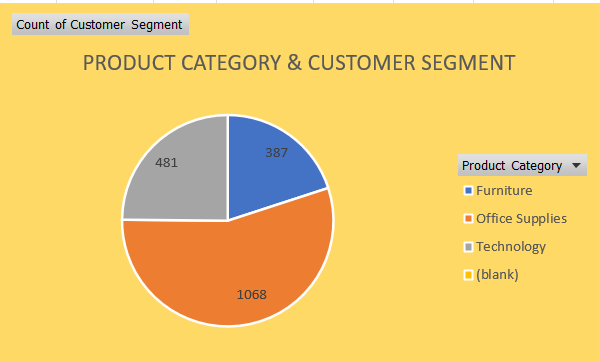 Count of Customer Segment
PRODUCT CATEGORY & CUSTOMER SEGMENT
387
481
1068
Product Category
Furniture
Office Supplies
Technology
(blank)